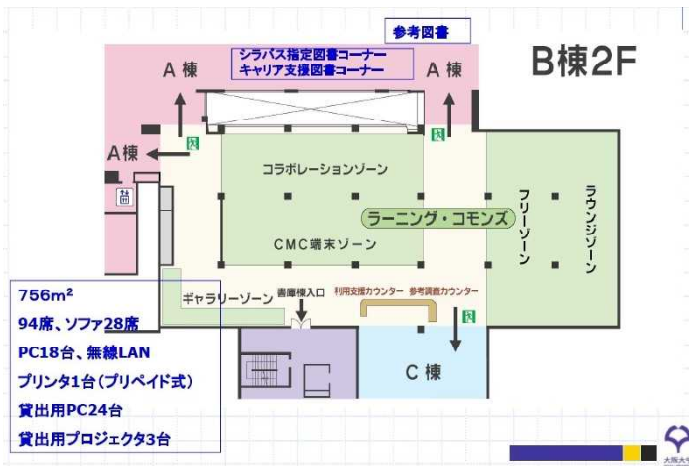 参考図書
シラバス指定図書コーナー
キャリア支援図書コーナー
B棟2F
A 棟
A 棟
A棟
コラボレーションゾーン
ラーニング・コモンズ
CMC端末ゾーン
フリーゾーン
ラウンジゾーン
ギャラリーゾーン
書庫棟入口
利用支援カウンター
参考調査カウンター
C 棟
756m²
94席、ソファ28席
PC18台、無線LAN
プリンタ1台(プリペイド式)
貸出用PC24台
貸出用プロジェクタ3台
大阪大学